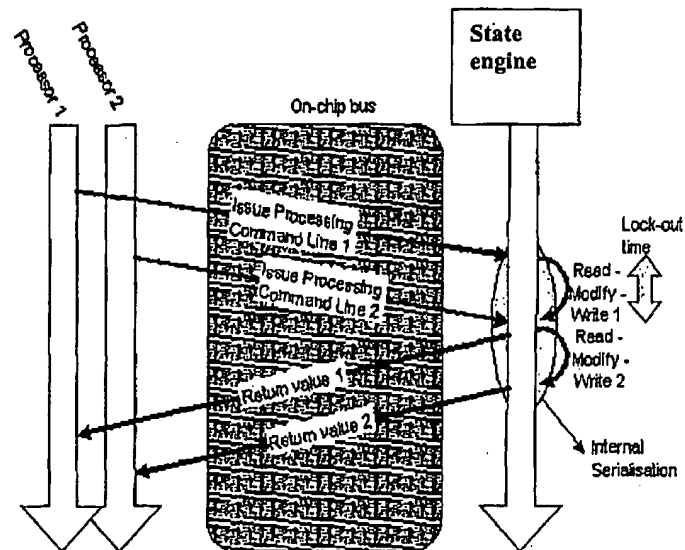 Processor 1
Processor 2
On-chip bus
State
engine
Issue Processing
Command Line 1
Issue Processing
Command Line 2
Return value 1
Return value 2
Lock-out
time
Read -
Modify -
Write 1
Read -
Modify -
Write 2
Internal
Serialisation